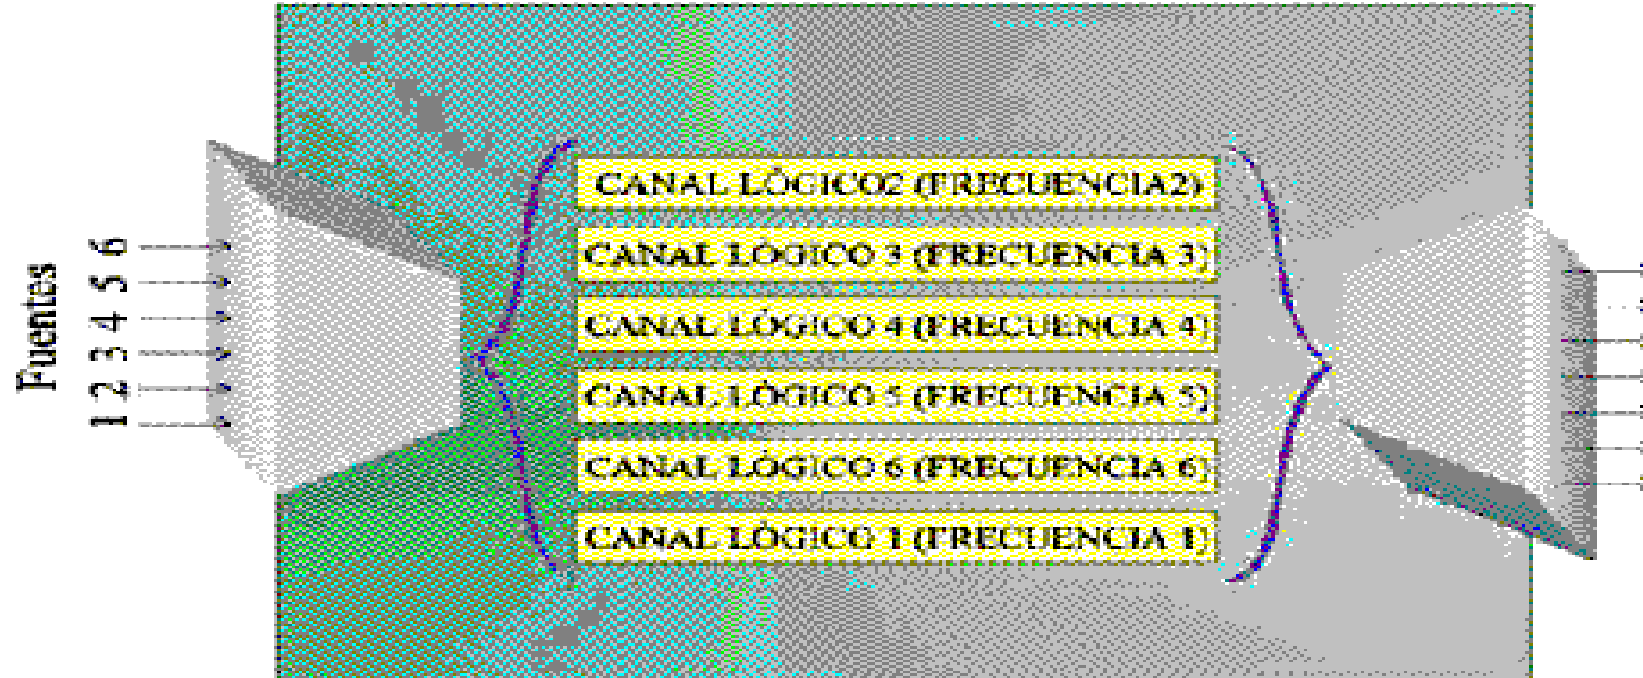 Fuentes
6
5
4
3
2
1
CANAL LÓGICO2 (FRECUENCIA2)
CANAL LÓGICO 3 (FRECUENCIA 3)
CANAL LÓGICO 4 (FRECUENCIA 4)
CANAL LÓGICO 5 (FRECUENCIA 5)
CANAL LÓGICO 6 (FRECUENCIA 6)
CANAL LÓGICO 1 (FRECUENCIA 1)